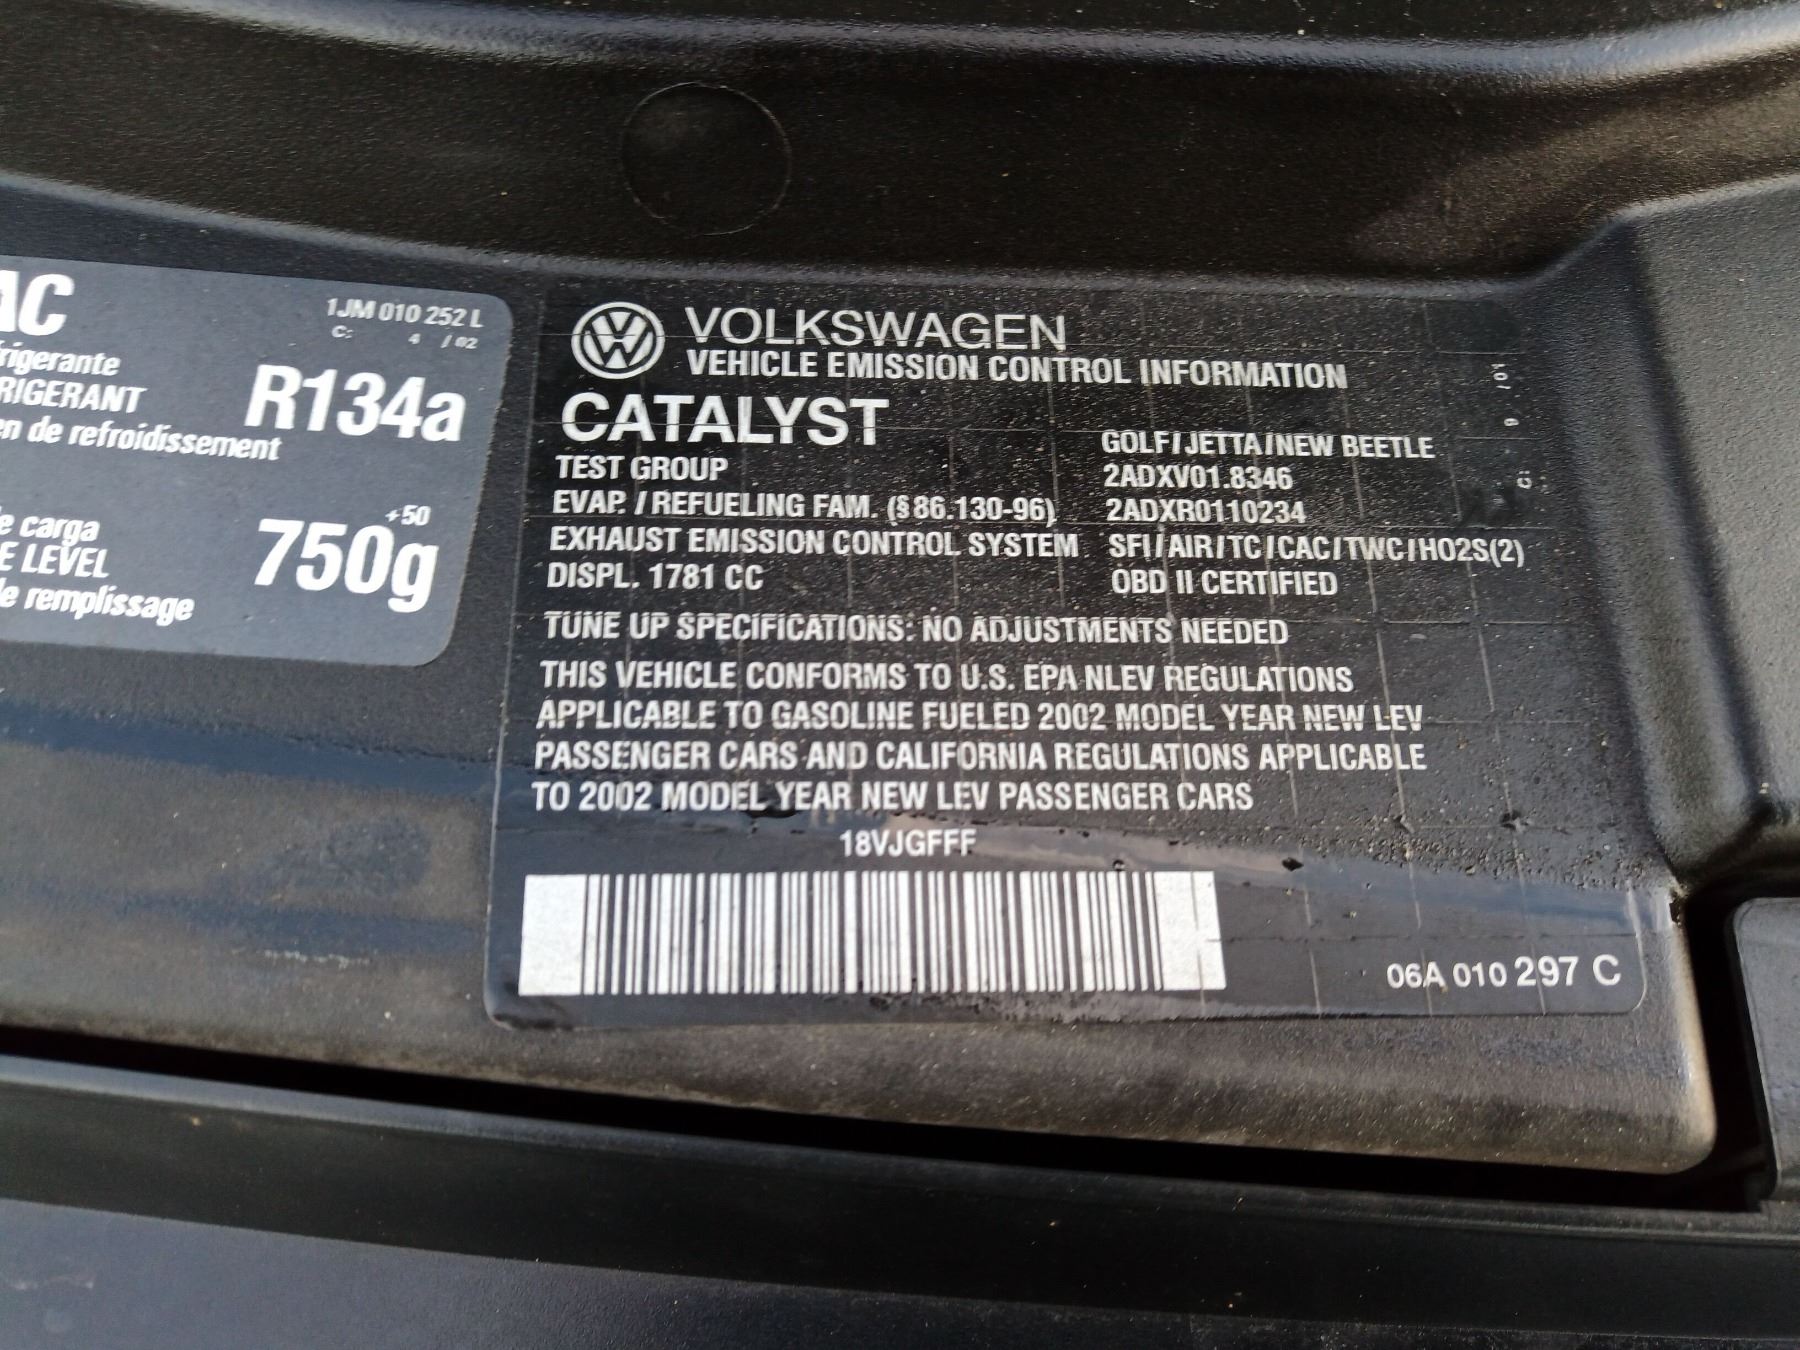 AC
1JM 010 252 L
C: 4 / 02
rigerante
RIGERANT
R134a
en de refroidissement
e carga
E LEVEL
e remplissage
+50
750g
VOLKSWAGEN
VEHICLE EMISSION CONTROL INFORMATION
CATALYST
GOLF/JETTA/NEW BEETLE
TEST GROUP 2ADXV01.8346
EVAP. / REFUELING FAM. (§86.130-96) 2ADXR0110234
EXHAUST EMISSION CONTROL SYSTEM SFI/AIR/TC/CAC/TWC/HO2S(2)
DISPL. 1781 CC OBD II CERTIFIED
TUNE UP SPECIFICATIONS: NO ADJUSTMENTS NEEDED
THIS VEHICLE CONFORMS TO U.S. EPA NLEV REGULATIONS
APPLICABLE TO GASOLINE FUELED 2002 MODEL YEAR NEW LEV
PASSENGER CARS AND CALIFORNIA REGULATIONS APPLICABLE
TO 2002 MODEL YEAR NEW LEV PASSENGER CARS
18VJGFFF
06A 010 297 C